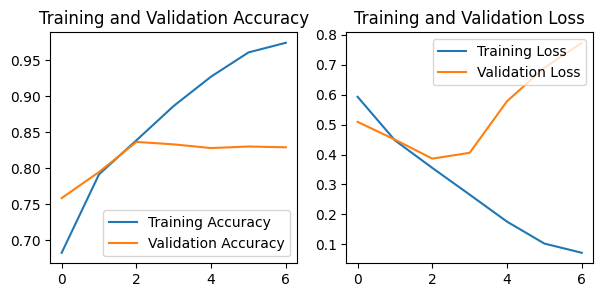 Training and Validation Accuracy
0.95
0.90
0.85
0.80
0.75
0.70
Training Accuracy
Validation Accuracy
0 2 4 6
Training and Validation Loss
0.8
0.7
0.6
0.5
0.4
0.3
0.2
0.1
Training Loss
Validation Loss
0 2 4 6